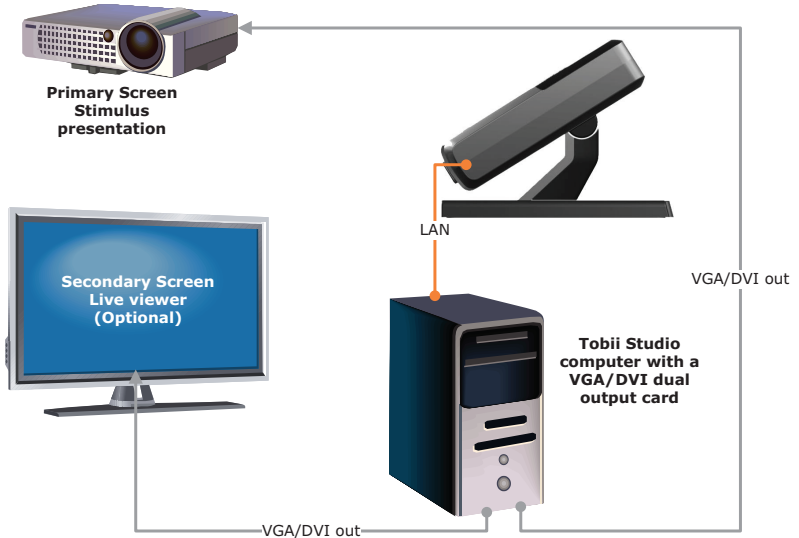 Primary Screen
Stimulus
presentation
LAN
Secondary Screen
Live viewer
(Optional)
VGA/DVI out
Tobii Studio
computer with a
VGA/DVI dual
output card
VGA/DVI out